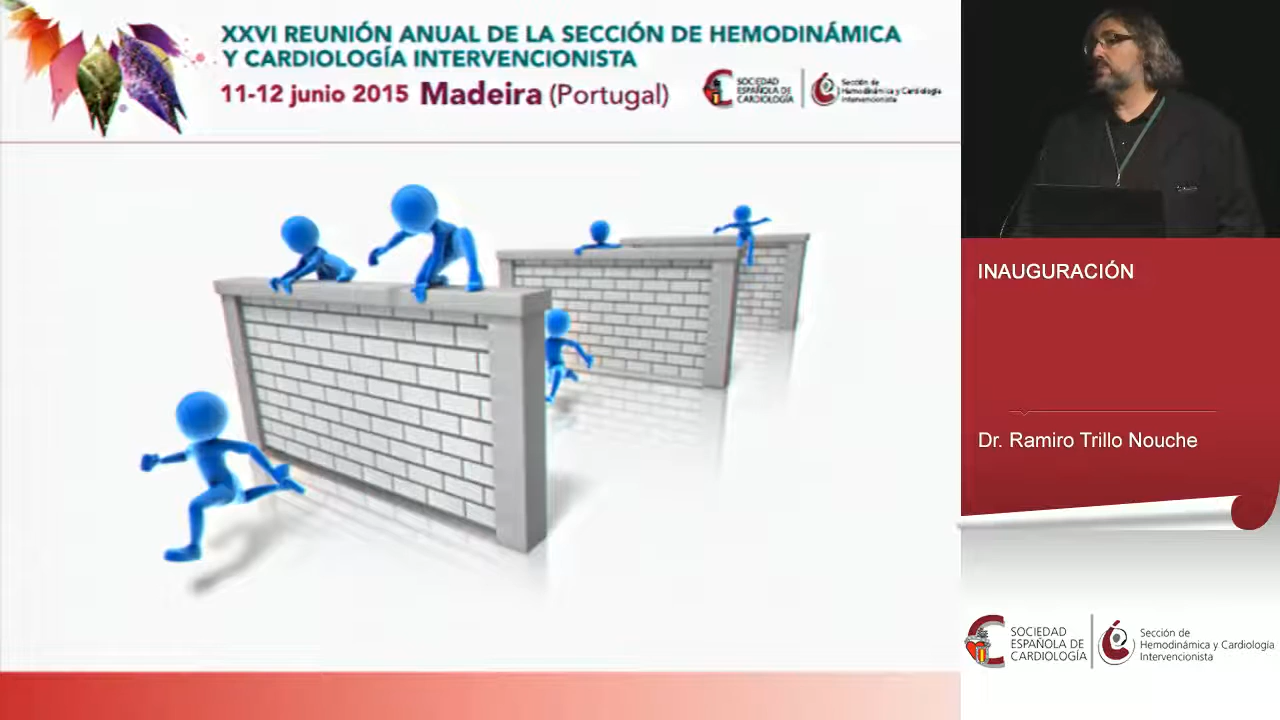 XXVI REUNIÓN ANUAL DE LA SECCIÓN DE HEMODINÁMICA
Y CARDIOLOGÍA INTERVENCIONISTA
11-12 junio 2015 Madeira (Portugal)
SOCIEDAD
ESPAÑOLA DE
CARDIOLOGÍA
Sección de
Hemodinámica y Cardiología
Intervencionista
INAUGURACIÓN
Dr. Ramiro Trillo Nouche
SOCIEDAD
ESPAÑOLA DE
CARDIOLOGÍA
Sección de
Hemodinámica y Cardiología
Intervencionista